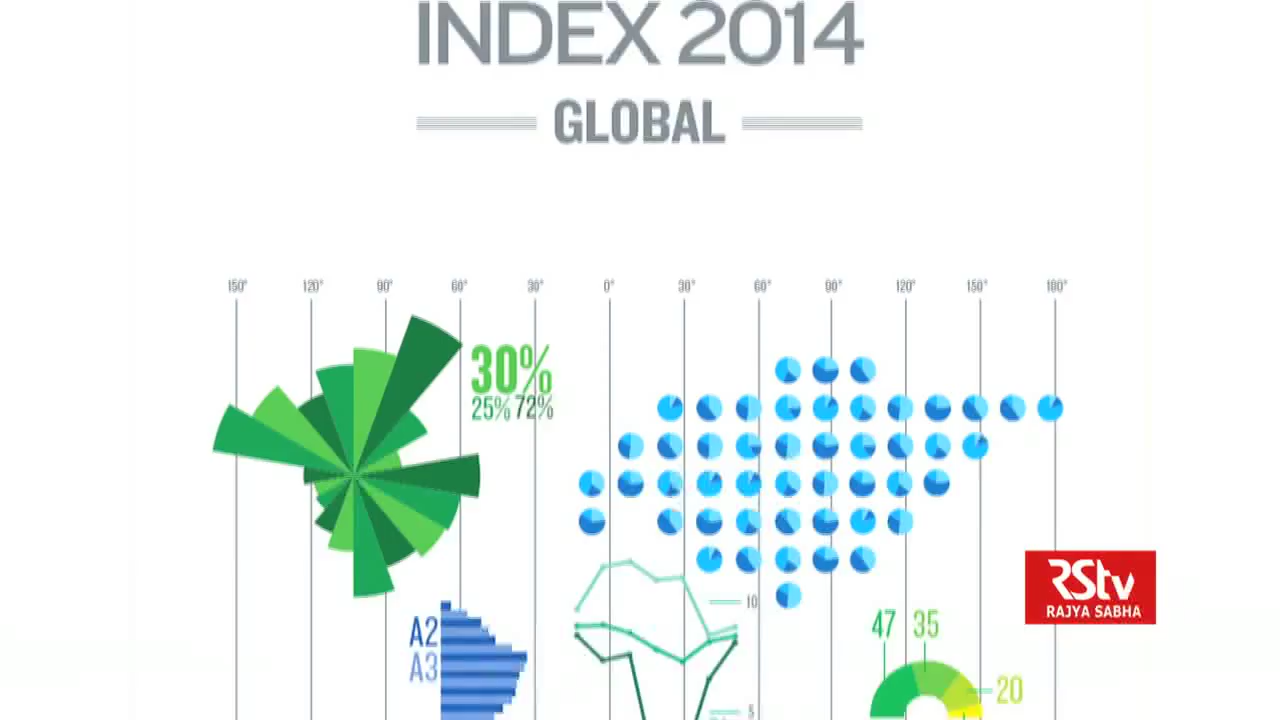 INDEX 2014
GLOBAL
150° 120° 90° 60° 30° 0° 30° 60° 90° 120° 150° 180°
30%
25% 72%
10
RStv
RAJYA SABHA
A2
47 35
A3
20
5